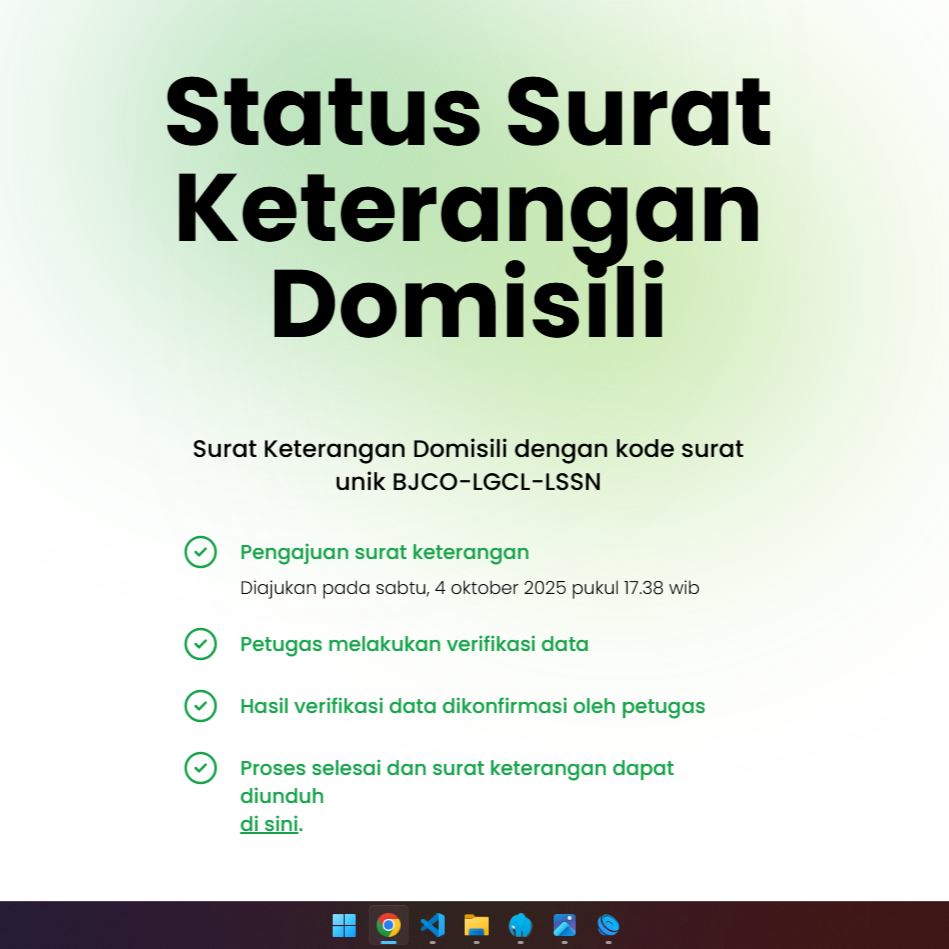 Status Surat
Keterangan
Domisili
Surat Keterangan Domisili dengan kode surat
unik BJCO-LGCL-LSSN
Pengajuan surat keterangan
Diajukan pada sabtu, 4 oktober 2025 pukul 17.38 wib
Petugas melakukan verifikasi data
Hasil verifikasi data dikonfirmasi oleh petugas
Proses selesai dan surat keterangan dapat
diunduh
di sini.